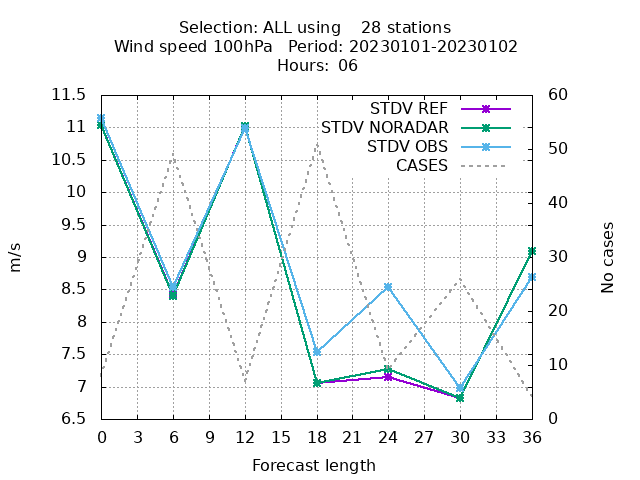 Selection: ALL using    28 stations
Wind speed 100hPa   Period: 20230101-20230102
Hours: 06
11.5
11
10.5
10
9.5
9
8.5
8
7.5
7
6.5
m/s
STDV REF
STDV NORADAR
STDV OBS
CASES
60
50
40
30
20
10
0
No cases
0 3 6 9 12 15 18 21 24 27 30 33 36
Forecast length